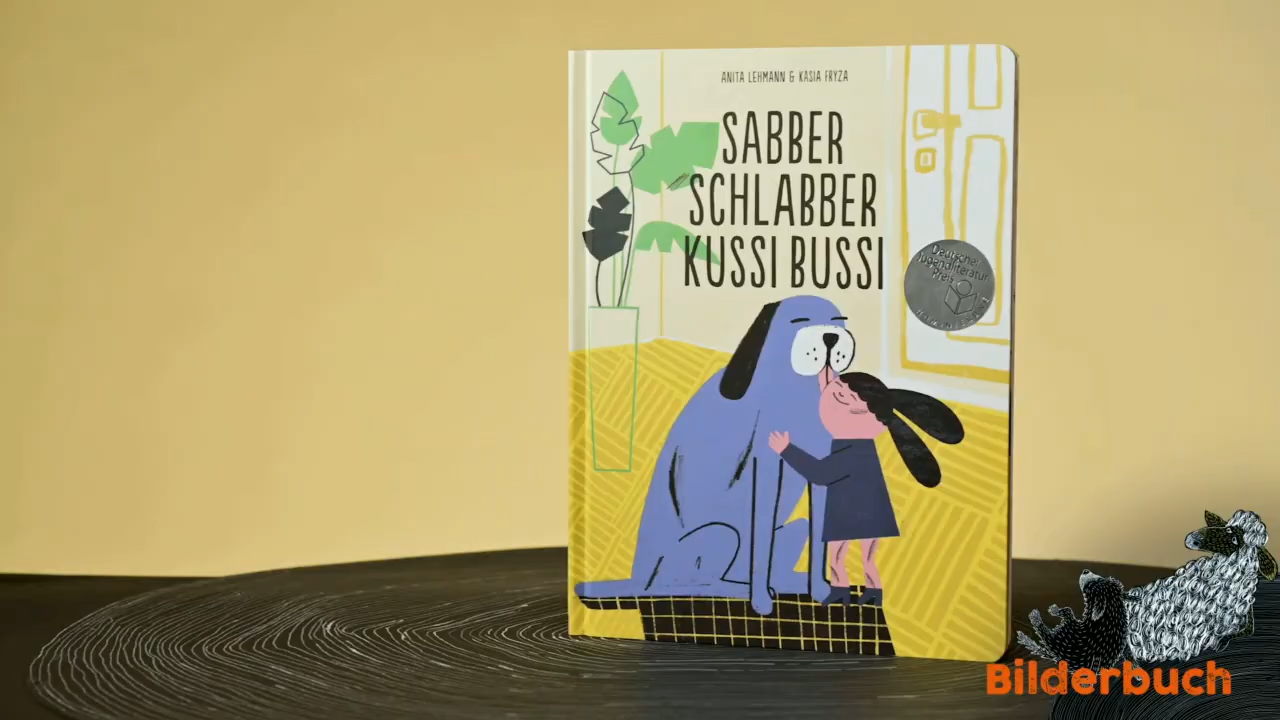 ANITA LEHMANN & KASIA FRYZA
SABBER
SCHLABBER
KUSSI BUSSI
Deutscher
Jugendliteratur
Preis
Bilderbuch